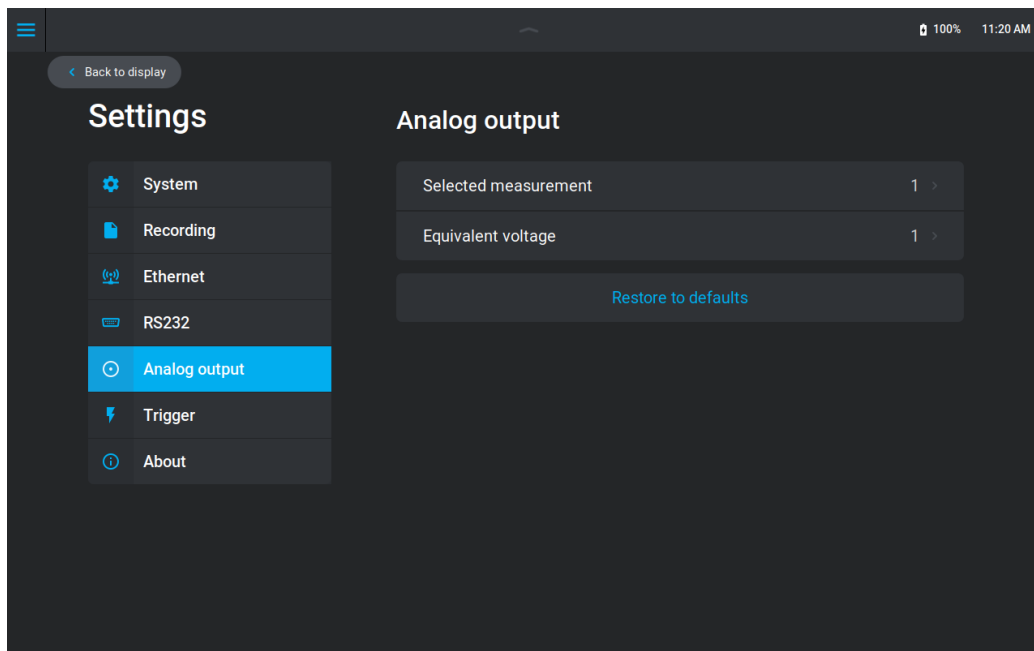 100% 11:20 AM
Back to display
Settings
System
Recording
Ethernet
RS232
Analog output
Trigger
About
Analog output
Selected measurement 1
Equivalent voltage 1
Restore to defaults